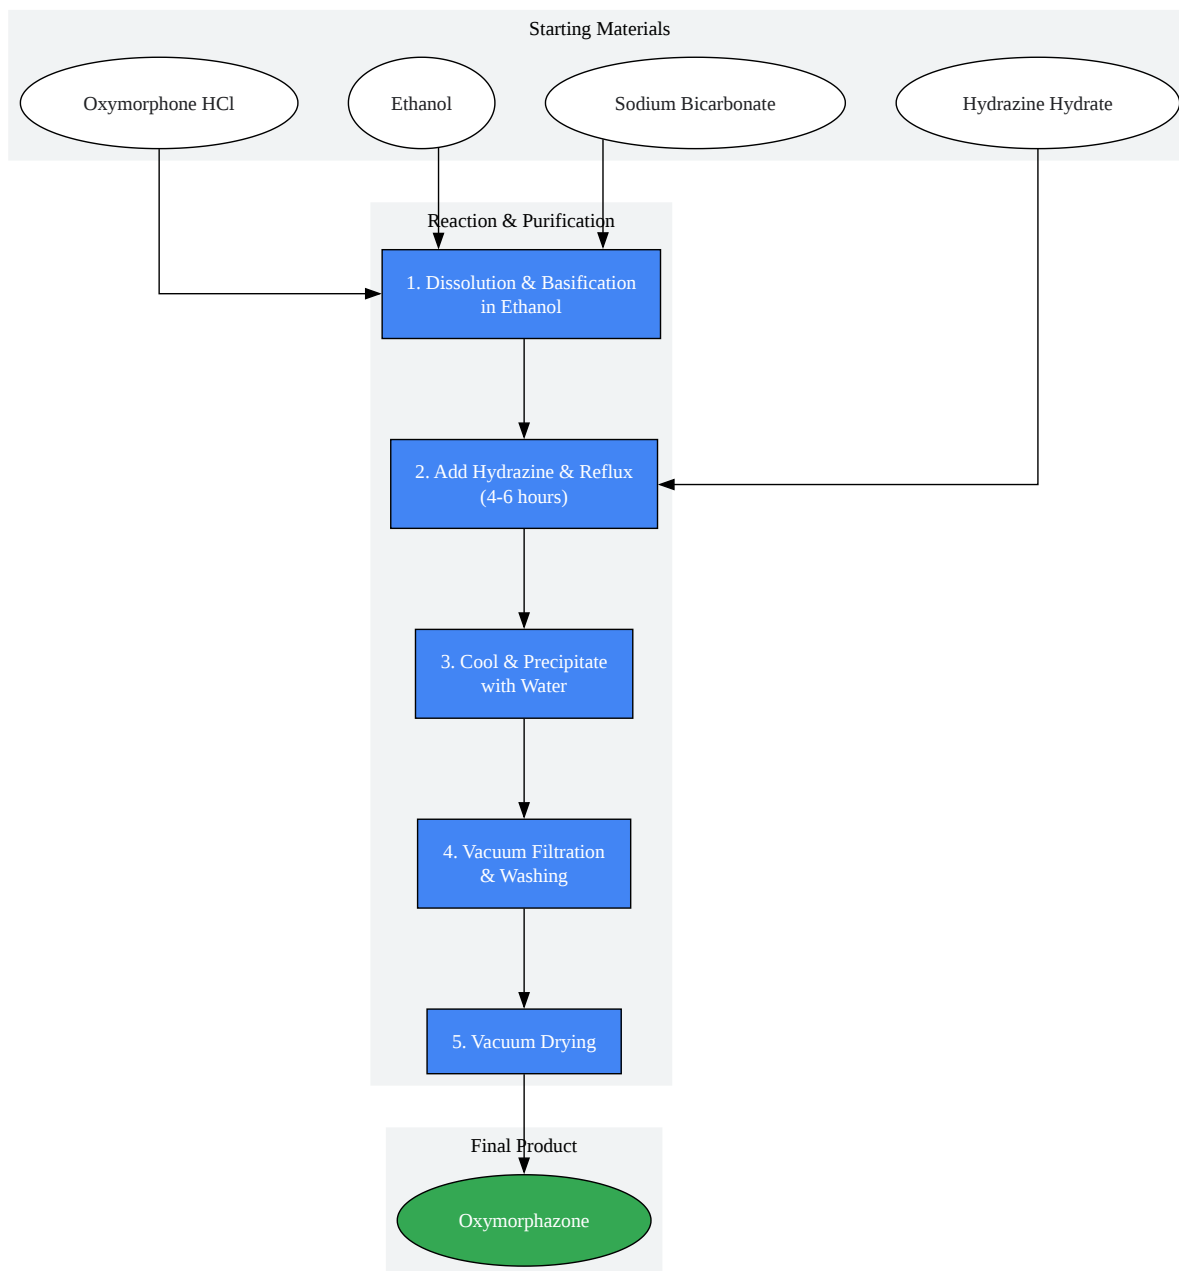 Starting Materials
Oxymorphone HCl
Ethanol
Sodium Bicarbonate
Hydrazine Hydrate
Reaction & Purification
1. Dissolution & Basification
in Ethanol
2. Add Hydrazine & Reflux
(4-6 hours)
3. Cool & Precipitate
with Water
4. Vacuum Filtration
& Washing
5. Vacuum Drying
Final Product
Oxymorphazone